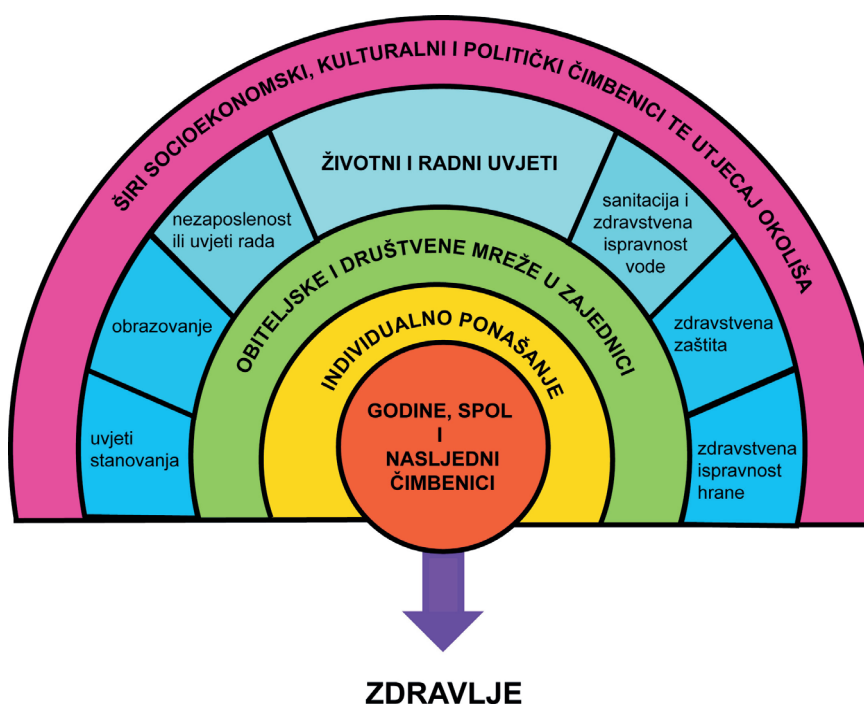 ŠIRI SOCIOEKONOMSKI, KULTURALNI I POLITIČKI ČIMBENICI TE UTJECAJ OKOLIŠA
ŽIVOTNI I RADNI UVJETI
nezaposlenost
ili uvjeti rada
obrazovanje
uvjeti
stanovanja
sanitacija i
zdravstvena
ispravnost
vode
zdravstvena
zaštita
zdravstvena
ispravnost
hrane
OBITELJSKE I DRUŠTVENE MREŽE U ZAJEDNICI
INDIVIDUALNO PONAŠANJE
GODINE, SPOL
I
NASLJEDNI
ČIMBENICI
ZDRAVLJE